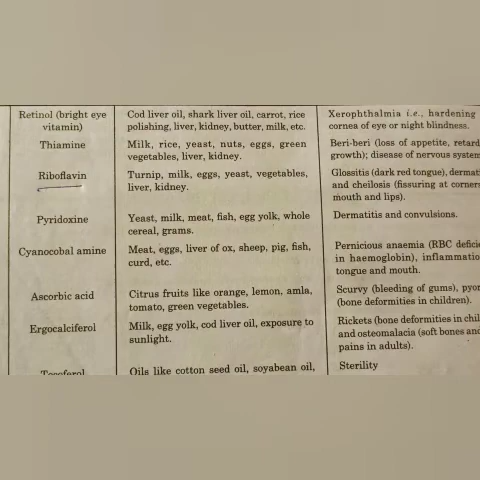 Retinol (bright eye
vitamin)
Cod liver oil, shark liver oil, carrot, rice
polishing, liver, kidney, butter, milk, etc.
Xerophthalmia i.e., hardening
cornea of eye or night blindness.
Thiamine
Milk, rice, yeast, nuts, eggs, green
vegetables, liver, kidney.
Beri-beri (loss of appetite, retard
growth); disease of nervous system
Riboflavin
Turnip, milk, eggs, yeast, vegetables,
liver, kidney.
Glossitis (dark red tongue), dermati
and cheilosis (fissuring at corners
mouth and lips).
Pyridoxine
Yeast, milk, meat, fish, egg yolk, whole
cereal, grams.
Dermatitis and convulsions.
Cyanocobal amine
Meat, eggs, liver of ox, sheep, pig, fish,
curd, etc.
Pernicious anaemia (RBC defici
in haemoglobin), inflammatio
tongue and mouth.
Ascorbic acid
Citrus fruits like orange, lemon, amla,
tomato, green vegetables.
Scurvy (bleeding of gums), pyor
(bone deformities in children).
Ergocalciferol
Milk, egg yolk, cod liver oil, exposure to
sunlight.
Rickets (bone deformities in chil
and osteomalacia (soft bones and
pains in adults).
Oils like cotton seed oil, soyabean oil,
Sterility